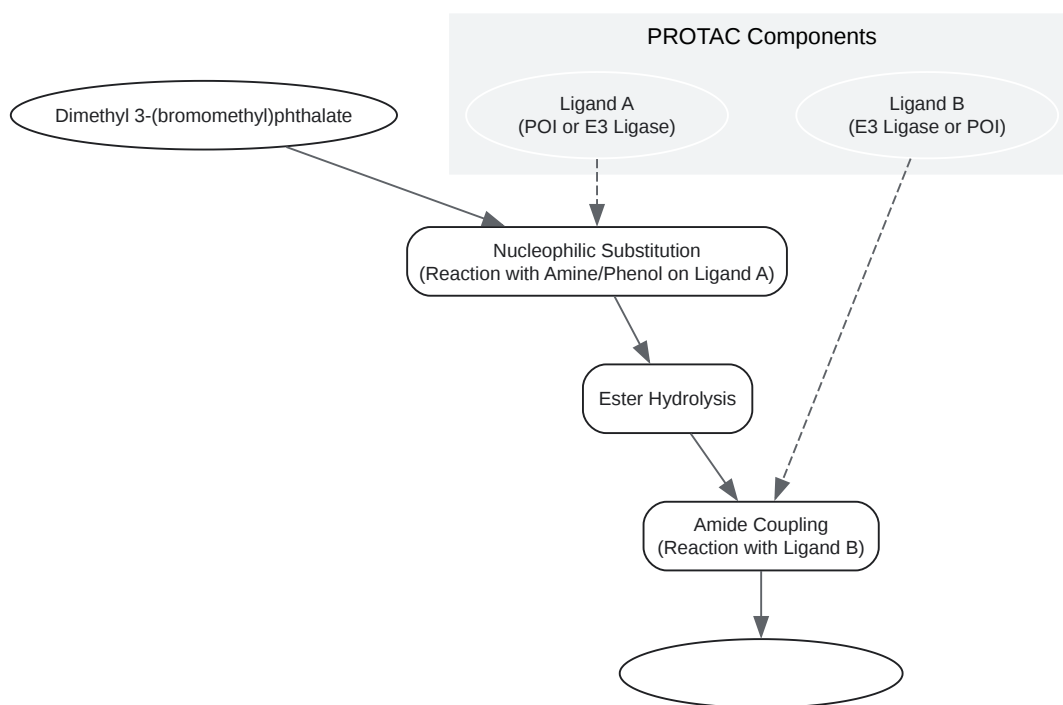 PROTAC Components
Dimethyl 3-(bromomethyl)phthalate
Ligand A
(POI or E3 Ligase)
Ligand B
(E3 Ligase or POI)
Nucleophilic Substitution
(Reaction with Amine/Phenol on Ligand A)
Ester Hydrolysis
Amide Coupling
(Reaction with Ligand B)